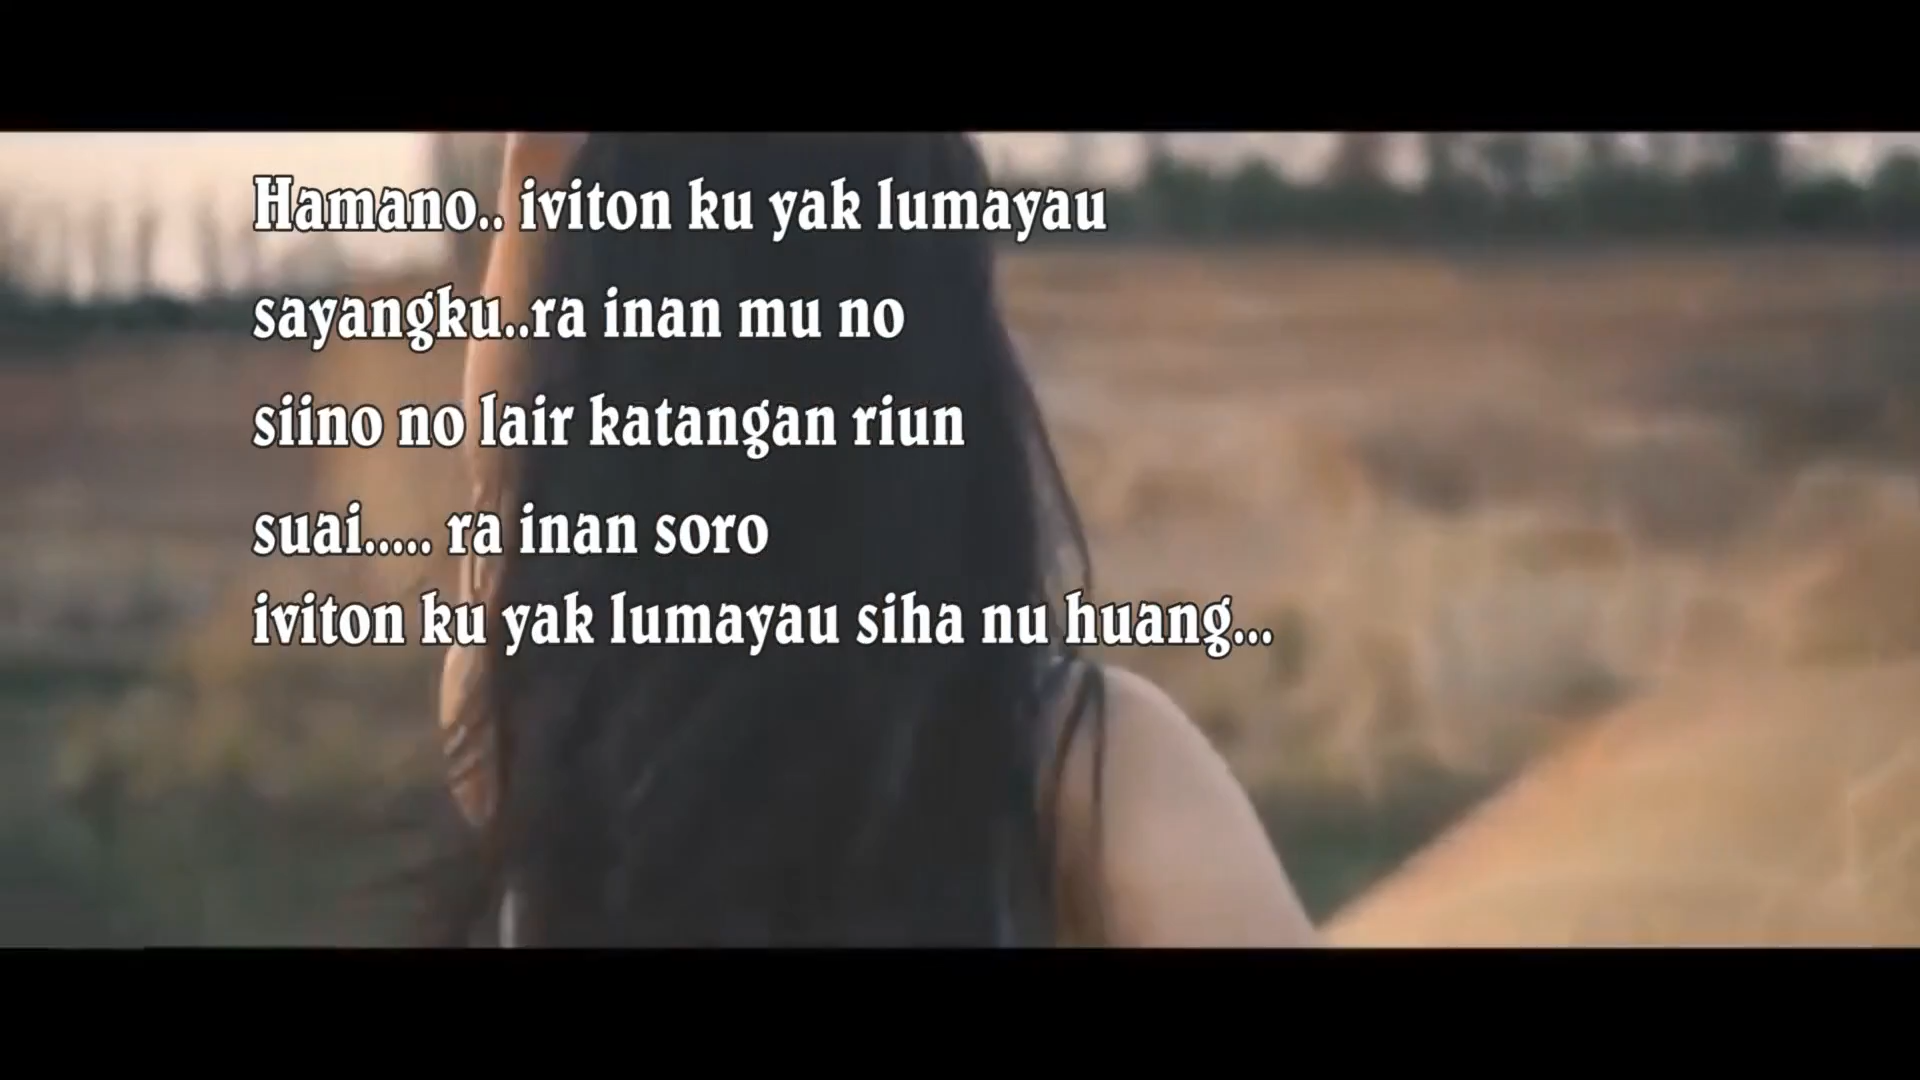 Hamano.. iviton ku yak lumayau
sayangku..ra inan mu no
siino no lair katangan riun
suai..... ra inan soro
iviton ku yak lumayau siha nu huang...